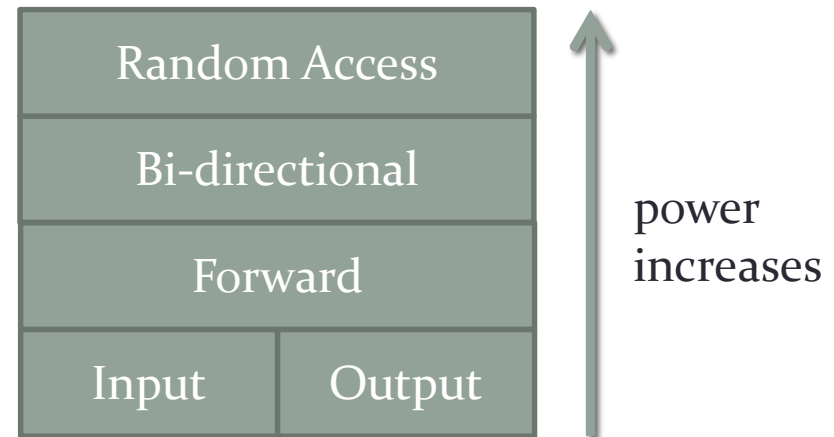 Random Access
Bi-directional
Forward
Input
Output
power
increases